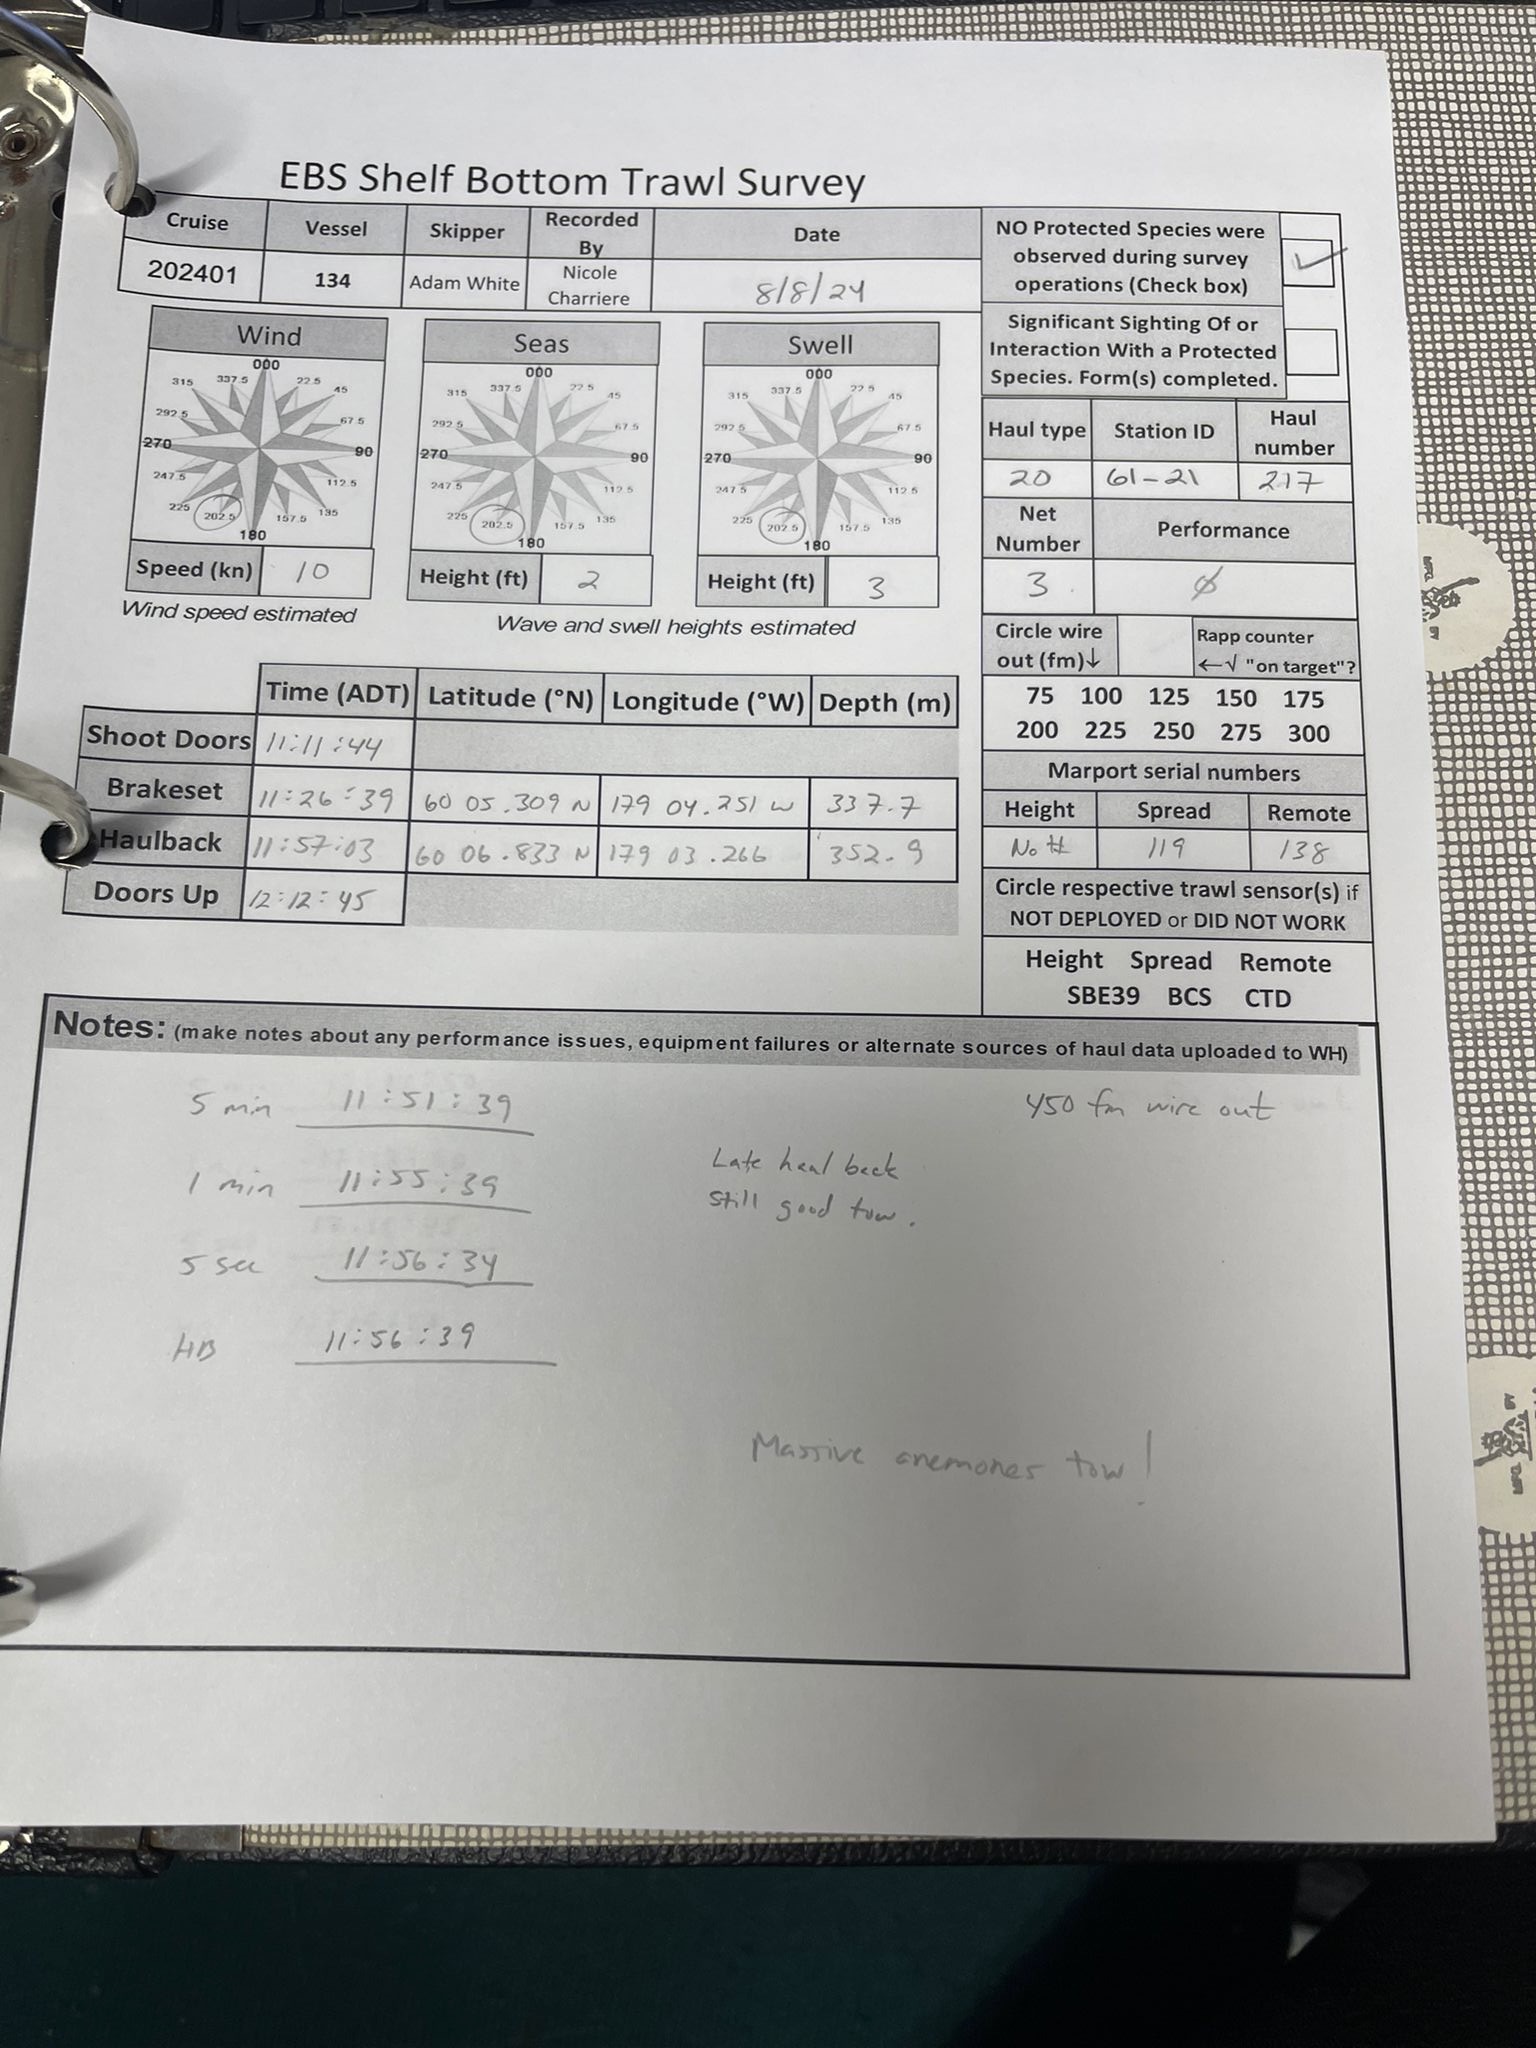 EBS Shelf Bottom Trawl Survey
Cruise Vessel Skipper Recorded By Date
202401 134 Adam White Nicole Charriere 8/8/24
NO Protected Species were
observed during survey
operations (Check box) ✓
Significant Sighting Of or
Interaction With a Protected
Species. Form(s) completed.
Wind
000
337.5 22.5
315 45
292.5 67.5
270 90
247.5 112.5
225 135
202.5 157.5
180
Speed (kn) 10
Wind speed estimated
Seas
000
337.5 22.5
315 45
292.5 67.5
270 90
247.5 112.5
225 135
202.5 157.5
180
Height (ft) 2
Swell
000
337.5 22.5
315 45
292.5 67.5
270 90
247.5 112.5
225 135
202.5 157.5
180
Height (ft) 3
Wave and swell heights estimated
Haul type Station ID Haul number
20 61-21 217
Net Number Performance
3 ∅
Circle wire out (fm)↓
Rapp counter
←√ "on target"?
75 100 125 150 175
200 225 250 275 300
Marport serial numbers
Height Spread Remote
No # 119 138
Circle respective trawl sensor(s) if
NOT DEPLOYED or DID NOT WORK
Height Spread Remote
SBE39 BCS CTD
Time (ADT) Latitude (°N) Longitude (°W) Depth (m)
Shoot Doors 11:11:44
Brakeset 11:26:39 60 05.309 N 179 04.251 W 337.7
Haulback 11:57:03 60 06.833 N 179 03.266 352.9
Doors Up 12:12:45
Notes: (make notes about any performance issues, equipment failures or alternate sources of haul data uploaded to WH)
5 min 11:51:39
450 fm wire out
1 min 11:55:39
Late haul back
still good tow.
5 sec 11:56:34
HB 11:56:39
Massive anemones tow!